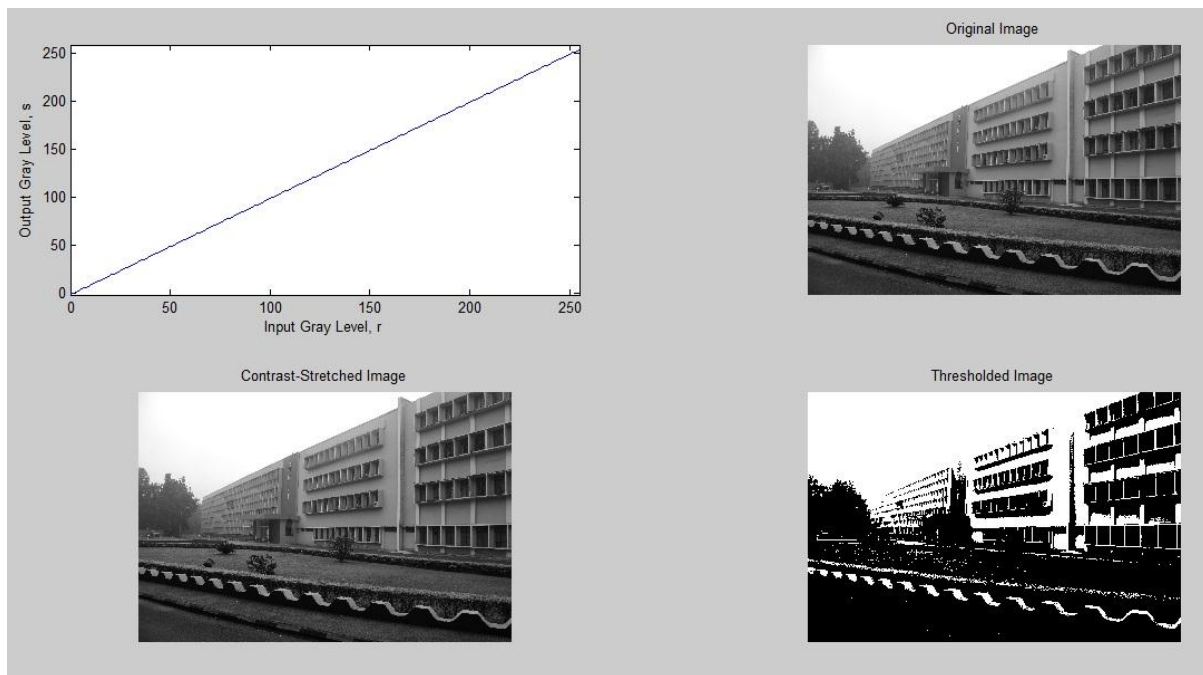 Original Image
250
200
150
100
50
0
Output Gray Level, s
0 50 100 150 200 250
Input Gray Level, r
Contrast-Stretched Image
Thresholded Image